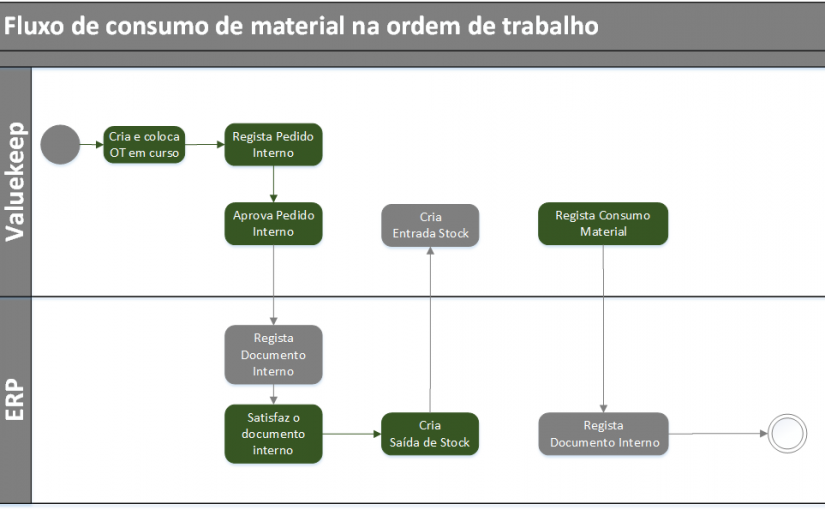 Fluxo de consumo de material na ordem de trabalho
Valuekeep
Cria e coloca
OT em curso
Regista Pedido
Interno
Aprova Pedido
Interno
Cria
Entrada Stock
Regista Consumo
Material
ERP
Regista
Documento
Interno
Satisfaz o
documento
interno
Cria
Saída de Stock
Regista
Documento Interno